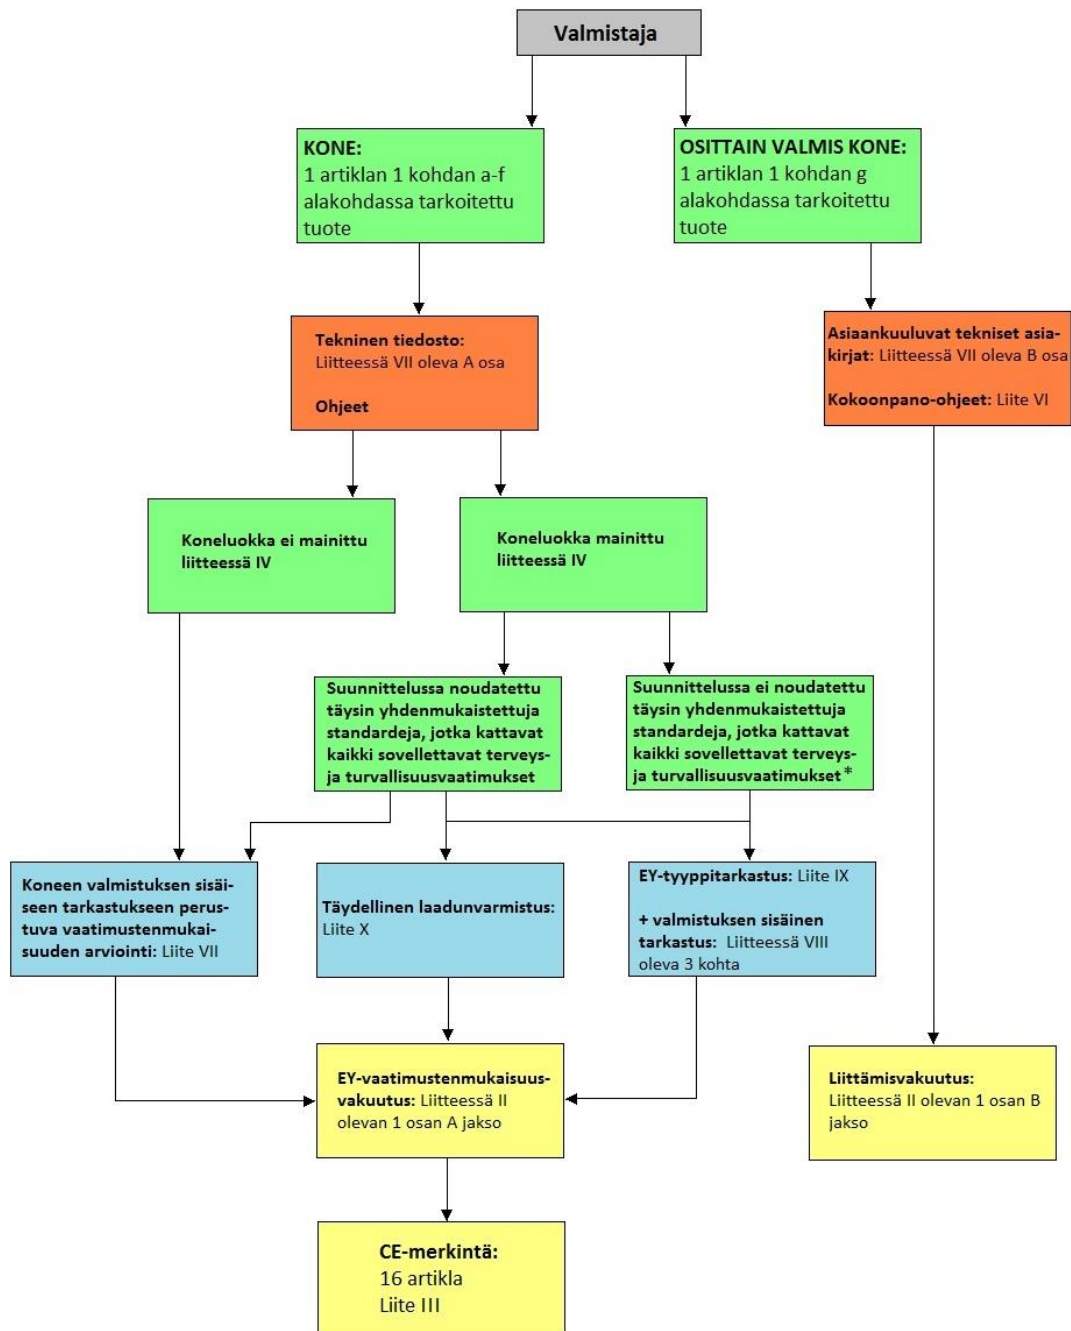 Valmistaja
KONE:
1 artiklan 1 kohdan a-f
alakohdassa tarkoitettu
tuote
OSITTAIN VALMIS KONE:
1 artiklan 1 kohdan g
alakohdassa tarkoitettu
tuote
Tekninen tiedosto:
Liitteessä VII oleva A osa
Ohjeet
Asiaankuuluvat tekniset asia-
kirjat: Liitteessä VII oleva B osa
Kokoonpano-ohjeet: Liite VI
Koneluokka ei mainittu
liitteessä IV
Koneluokka mainittu
liitteessä IV
Suunnittelussa noudatettu
täysin yhdenmukaistettuja
standardeja, jotka kattavat
kaikki sovellettavat terveys-
ja turvallisuusvaatimukset
Suunnittelussa ei noudatettu
täysin yhdenmukaistettuja
standardeja, jotka kattavat
kaikki sovellettavat terveys-
ja turvallisuusvaatimukset*
Koneen valmistuksen sisäi-
seen tarkastukseen perus-
tuva vaatimustenmukai-
suuden arviointi: Liite VII
Täydellinen laadunvarmistus:
Liite X
EY-tyyppitarkastus: Liite IX
+ valmistuksen sisäinen
tarkastus: Liitteessä VIII
oleva 3 kohta
EY-vaatimustenmukaisuus-
vakuutus: Liitteessä II
olevan 1 osan A jakso
Liittämisvakuutus:
Liitteessä II olevan 1 osan B
jakso
CE-merkintä:
16 artikla
Liite III